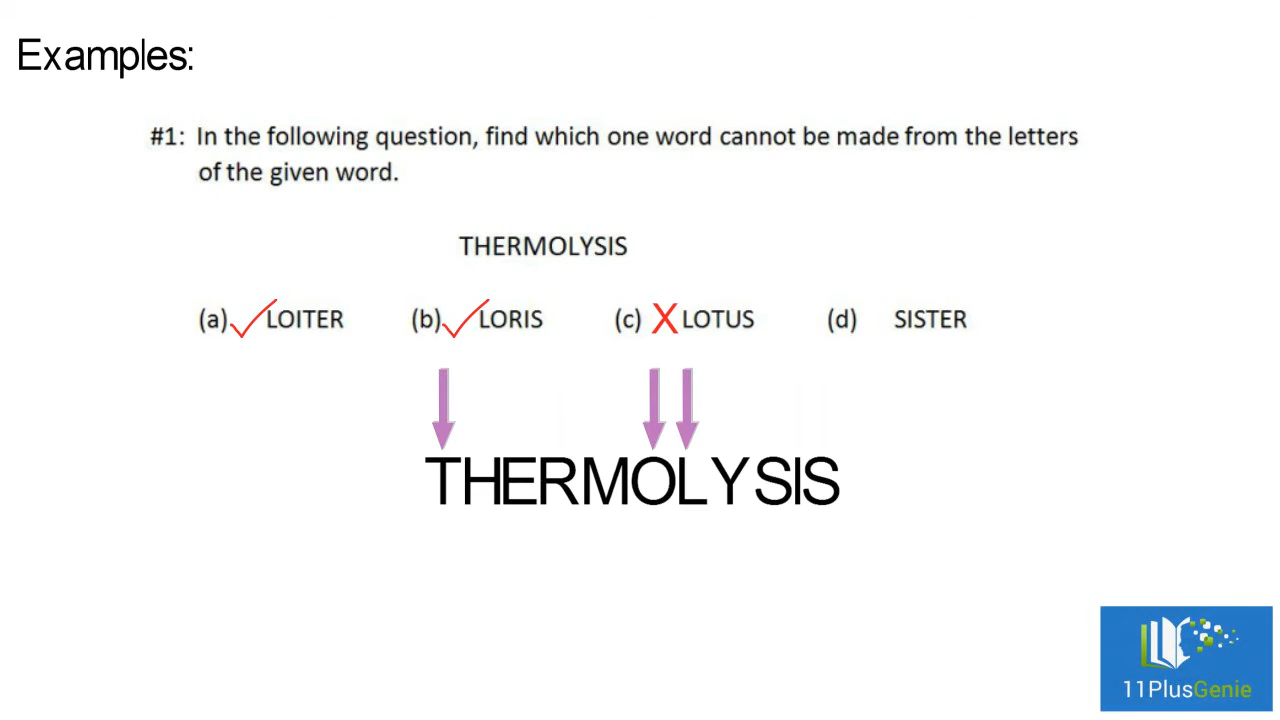 Examples:
#1: In the following question, find which one word cannot be made from the letters
of the given word.
THERMOLYSIS
(a) LOITER (b) LORIS (c) X LOTUS (d) SISTER
THERMOLYSIS
11PlusGenie